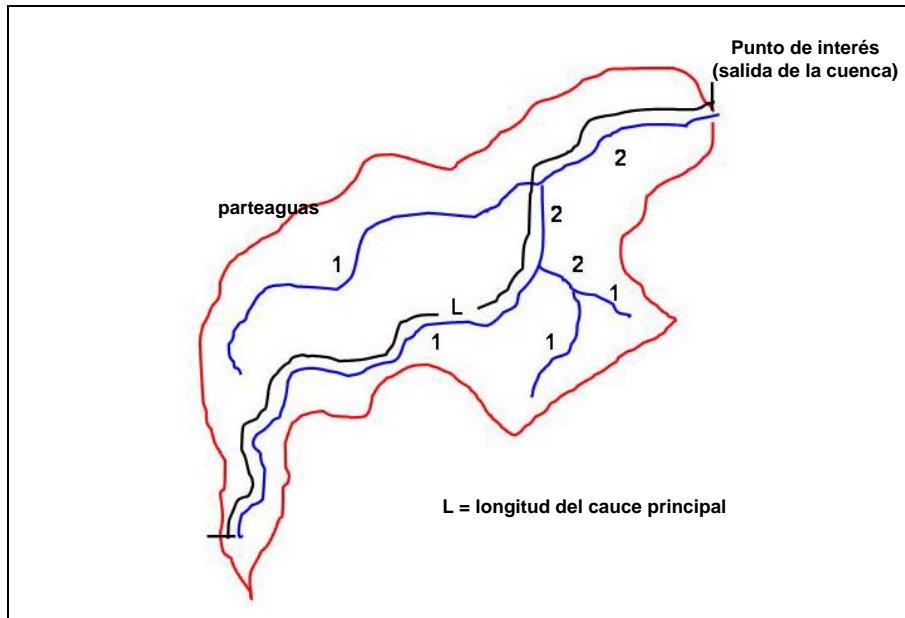 Punto de interés
(salida de la cuenca)
2
parteaguas
2
1
2
1
L
1
1
L = longitud del cauce principal